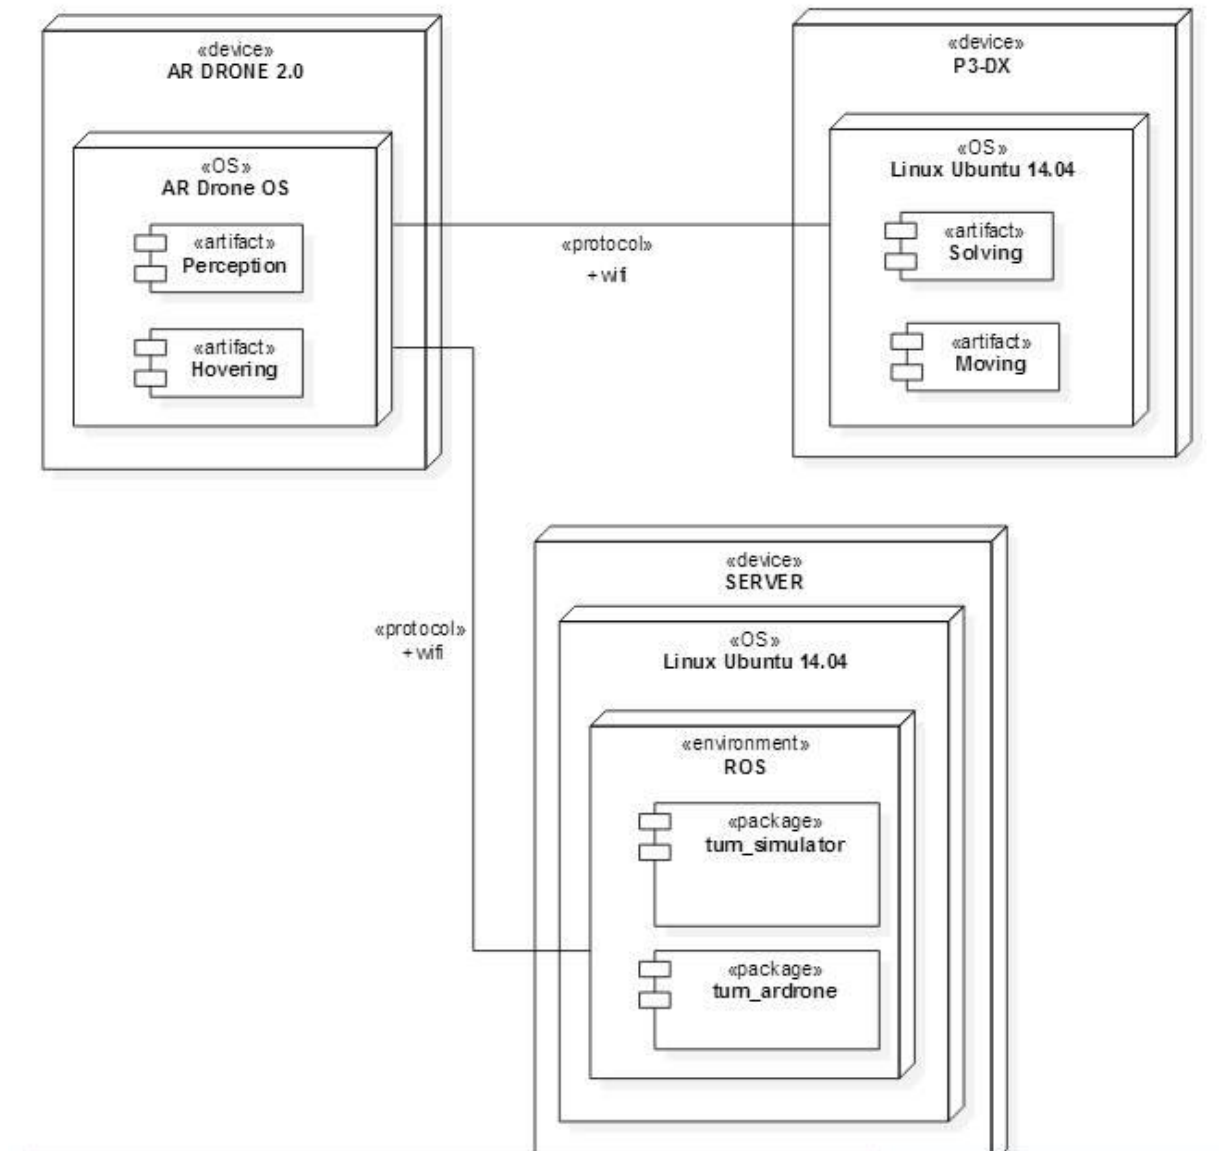 «device»
AR DRONE 2.0
«OS»
AR Drone OS
«artifact»
Perception
«artifact»
Hovering
«protocol»
+ wifi
«device»
P3-DX
«OS»
Linux Ubuntu 14.04
«artifact»
Solving
«artifact»
Moving
«protocol»
+ wifi
«device»
SERVER
«OS»
Linux Ubuntu 14.04
«environment»
ROS
«package»
tum_simulator
«package»
tum_ardrone